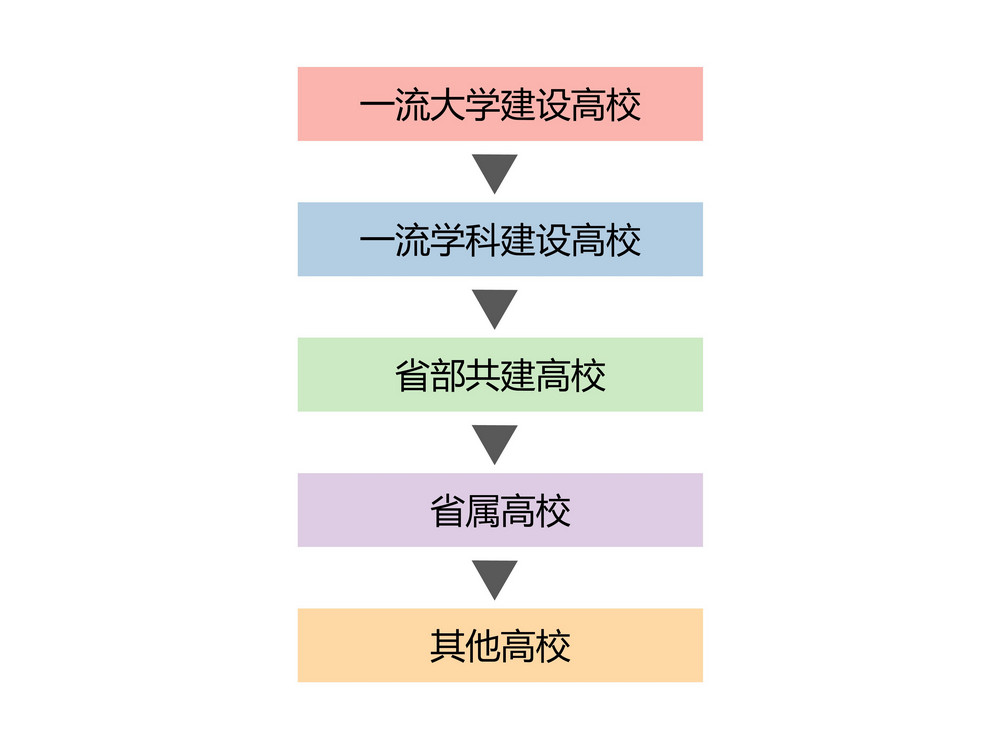 一流大学建设高校
一流学科建设高校
省部共建高校
省属高校
其他高校